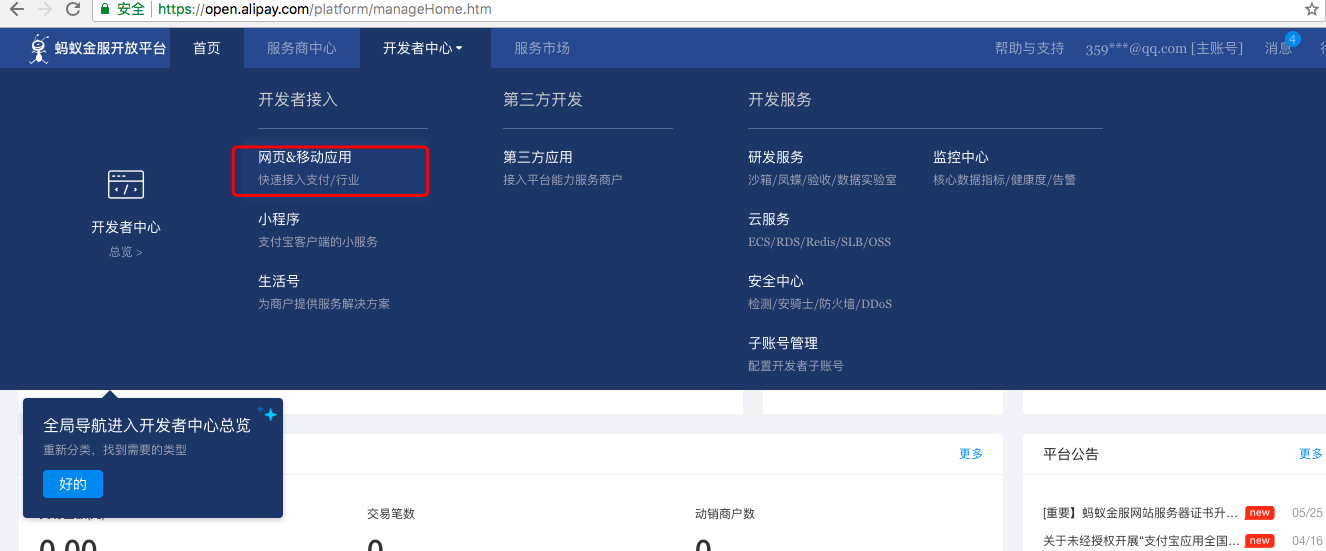 安全 https://open.alipay.com/platform/manageHome.htm
蚂蚁金服开放平台 首页 服务商中心 开发者中心 服务市场 帮助与支持 359***@qq.com [主账号] 消息 4
开发者接入 第三方开发 开发服务
网页&移动应用 第三方应用 研发服务 监控中心
快速接入支付/行业 接入平台能力服务商户 沙箱/凤蝶/验收/数据实验室 核心数据指标/健康度/告警
小程序 云服务
开发者中心 支付宝客户端的小服务 ECS/RDS/Redis/SLB/OSS
总览 >
生活号 安全中心
为商户提供服务解决方案 检测/安骑士/防火墙/DDoS
子账号管理
配置开发者子账号
全局导航进入开发者中心总览
重新分类，找到需要的类型
好的
更多 平台公告 更多
交易笔数 动销商户数
[重要】蚂蚁金服网站服务器证书升... new 05/25
0.00 0 0
关于未经授权开展“支付宝应用全国... new 04/16